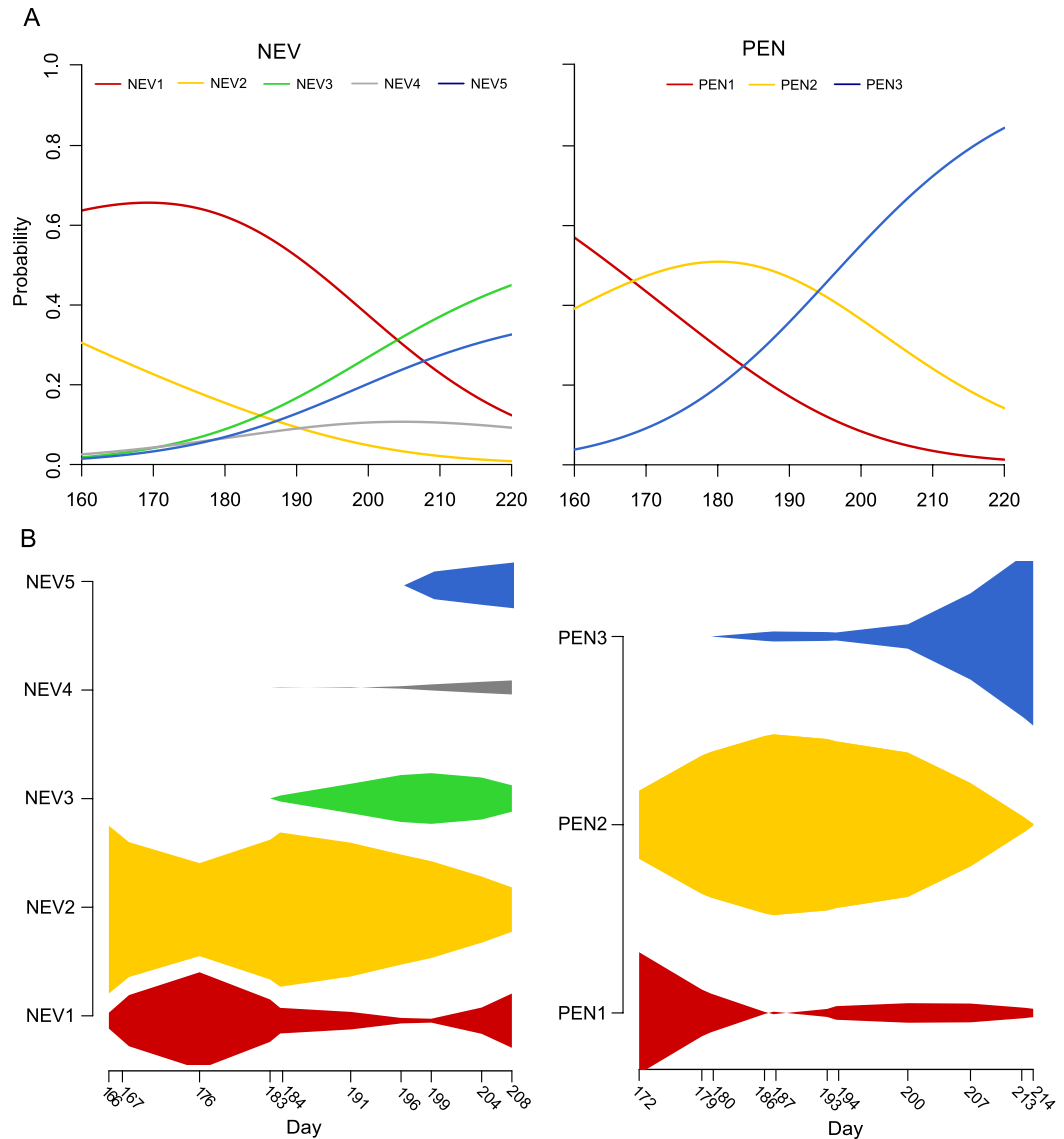 A
NEV
PEN
NEV1 NEV2 NEV3 NEV4 NEV5
PEN1 PEN2 PEN3
Probability
1.0
0.8
0.6
0.4
0.2
0.0
160 170 180 190 200 210 220
160 170 180 190 200 210 220
B
NEV5
NEV4
NEV3
NEV2
NEV1
PEN3
PEN2
PEN1
166 167 176 183 184 191 196 199 204 208
172 179 180 186 187 193 194 200 207 213 214
Day
Day